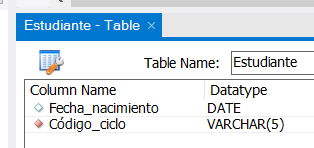 Estudiante - Table ×
Table Name: Estudiante
Column Name Datatype
Fecha_nacimiento DATE
Código_ciclo VARCHAR(5)